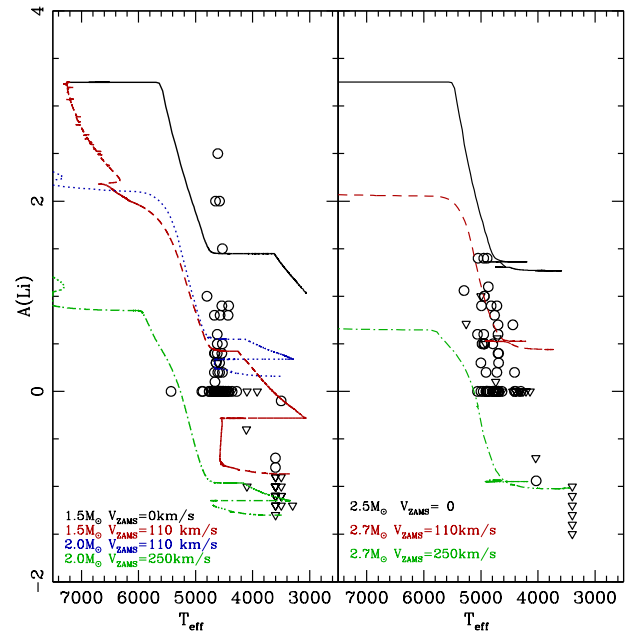 4
2
0
−2
A(Li)
1.5M⊙ V_ZAMS=0km/s
1.5M⊙ V_ZAMS=110 km/s
2.0M⊙ V_ZAMS=110 km/s
2.0M⊙ V_ZAMS=250km/s
2.5M⊙ V_ZAMS= 0
2.7M⊙ V_ZAMS=110km/s
2.7M⊙ V_ZAMS=250km/s
7000 6000 5000 4000 7000 6000 5000 4000 3000
T_eff T_eff